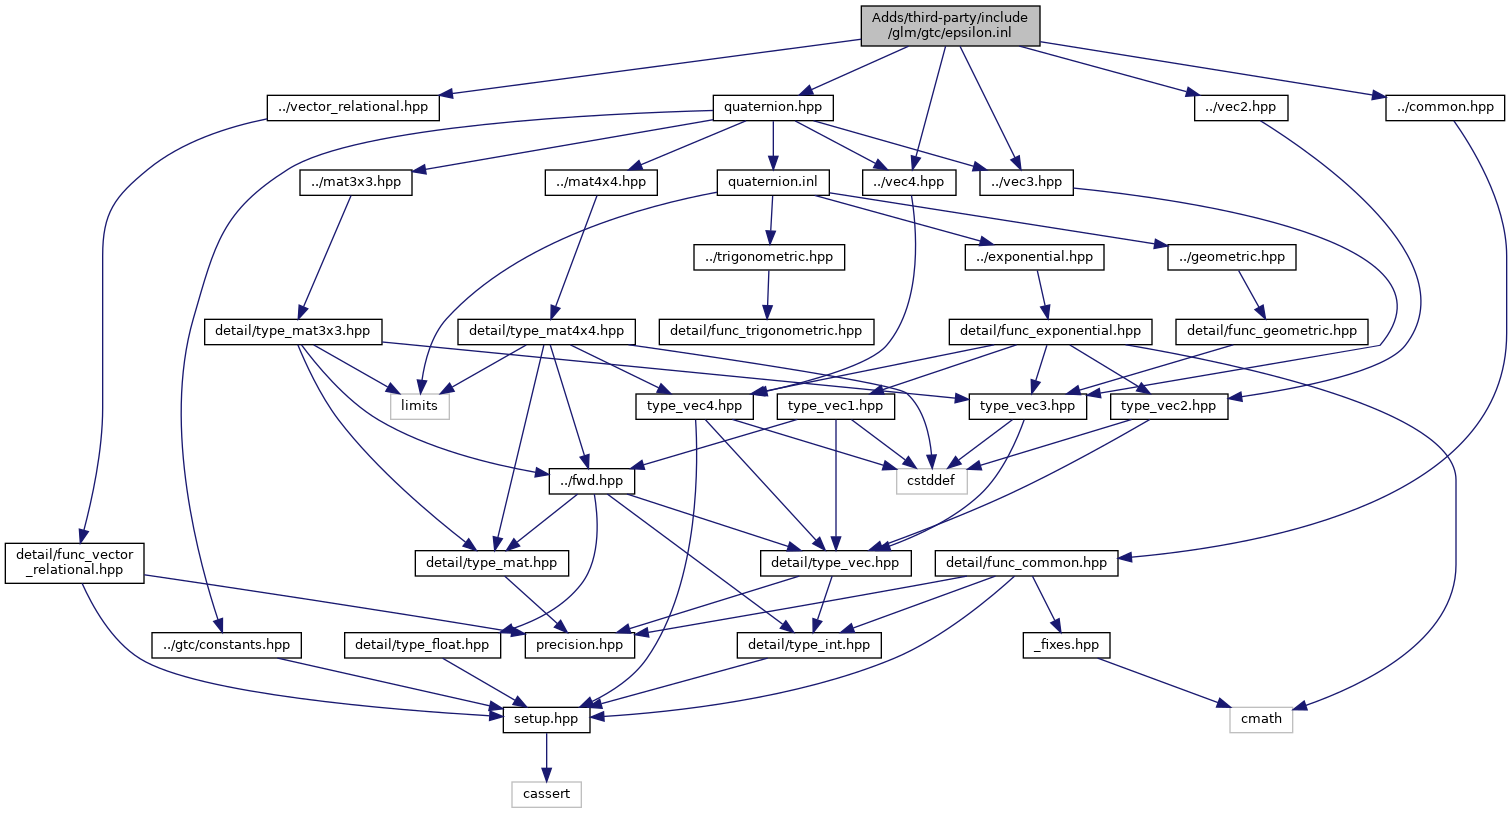 Adds/third-party/include
/glm/gtc/epsilon.inl
../vector_relational.hpp
quaternion.hpp
../vec2.hpp
../common.hpp
../mat3x3.hpp
../mat4x4.hpp
quaternion.inl
../vec4.hpp
../vec3.hpp
../trigonometric.hpp
../exponential.hpp
../geometric.hpp
detail/type_mat3x3.hpp
detail/type_mat4x4.hpp
detail/func_trigonometric.hpp
detail/func_exponential.hpp
detail/func_geometric.hpp
limits
type_vec4.hpp
type_vec1.hpp
type_vec3.hpp
type_vec2.hpp
../fwd.hpp
cstddef
detail/func_vector
_relational.hpp
detail/type_mat.hpp
detail/type_vec.hpp
detail/func_common.hpp
../gtc/constants.hpp
detail/type_float.hpp
precision.hpp
detail/type_int.hpp
_fixes.hpp
setup.hpp
cmath
cassert